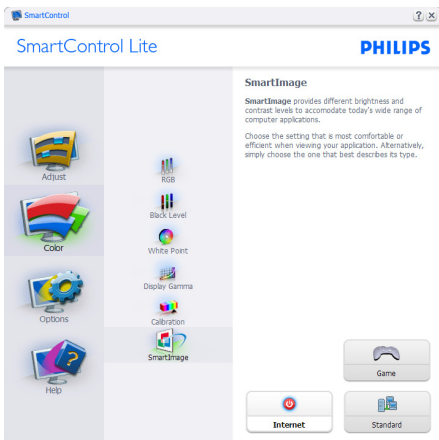 SmartControl
SmartControl Lite
PHILIPS
Adjust
Color
Options
Help
RGB
Black Level
White Point
Display Gamma
Calibration
SmartImage
SmartImage
SmartImage provides different brightness and
contrast levels to accomodate today's wide range of
computer applications.
Choose the setting that is most comfortable or
efficient when viewing your application. Alternatively,
simply choose the one that best describes its type.
Game
Internet
Standard